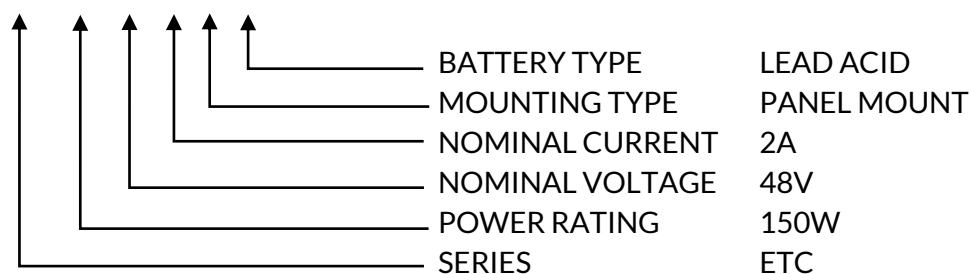 BATTERY TYPE LEAD ACID
MOUNTING TYPE PANEL MOUNT
NOMINAL CURRENT 2A
NOMINAL VOLTAGE 48V
POWER RATING 150W
SERIES ETC